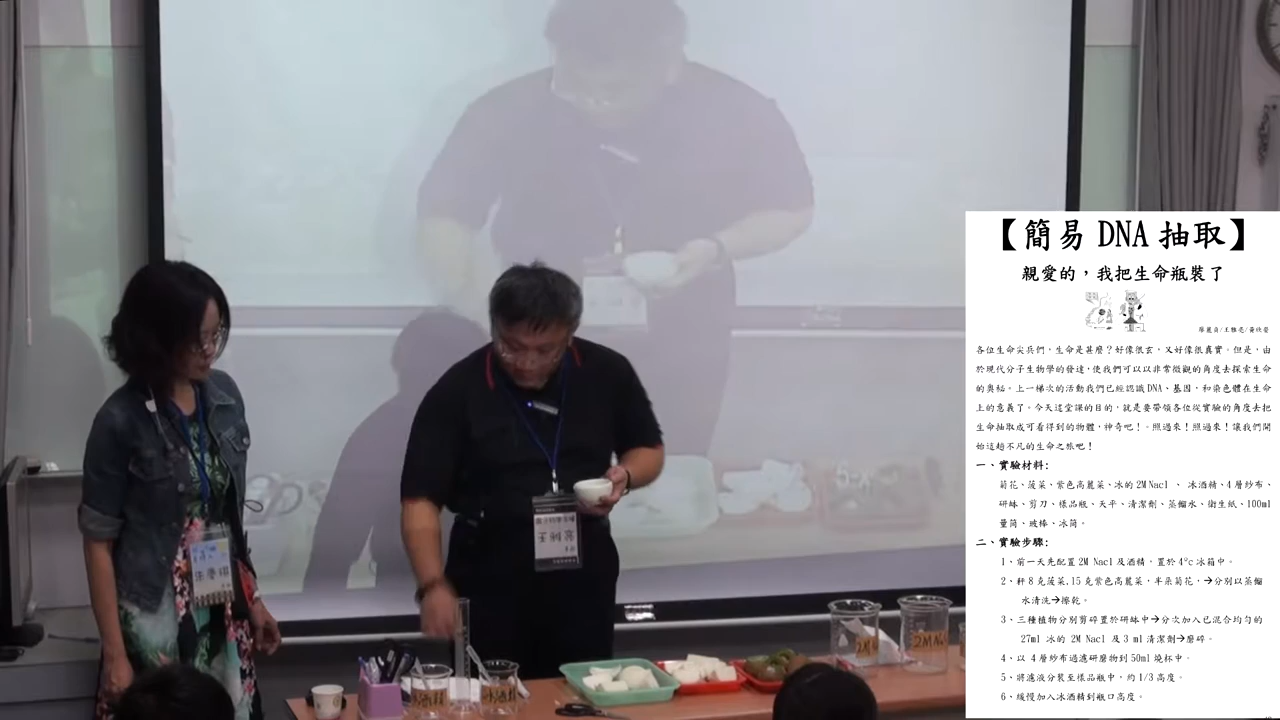 【簡易 DNA 抽取】
親愛的，我把生命瓶裝了
各位生命尖兵們，生命是甚麼？好像很玄，又好像很真實。但是，由
於現代分子生物學的發達，使我們可以以非常微觀的角度去探索生命
的奧秘。上一梯次的活動我們已經認識DNA、基因，和染色體在生命
上的意義了。今天這堂課的目的，就是要帶領各位從實驗的角度去把
生命抽取成可看得到的物體，神奇吧！。照過來！照過來！讓我們開
始這趟不凡的生命之旅吧！
一、實驗材料：
菊花、菠菜、紫色高麗菜、冰的2M Nacl 、 冰酒精、4 層紗布、
研缽、剪刀、樣品瓶、天平、清潔劑、蒸餾水、衛生紙、100ml
量筒、玻棒、冰筒。
二、實驗步驟：
1、前一天先配置 2M Nacl 及酒精，置於 4°c 冰箱中。
2、秤 8 克菠菜,15 克紫色高麗菜，半朵菊花，→分別以蒸餾
水清洗→擦乾。
3、三種植物分別剪碎置於研缽中→分次加入已混合均勻的
27ml 冰的 2M Nacl 及 3 ml 清潔劑→磨碎。
4、以 4 層紗布過濾研磨物到 50ml 燒杯中。
5、將濾液分裝至樣品瓶中，約 1/3 高度。
6、緩慢加入冰酒精到瓶口高度。